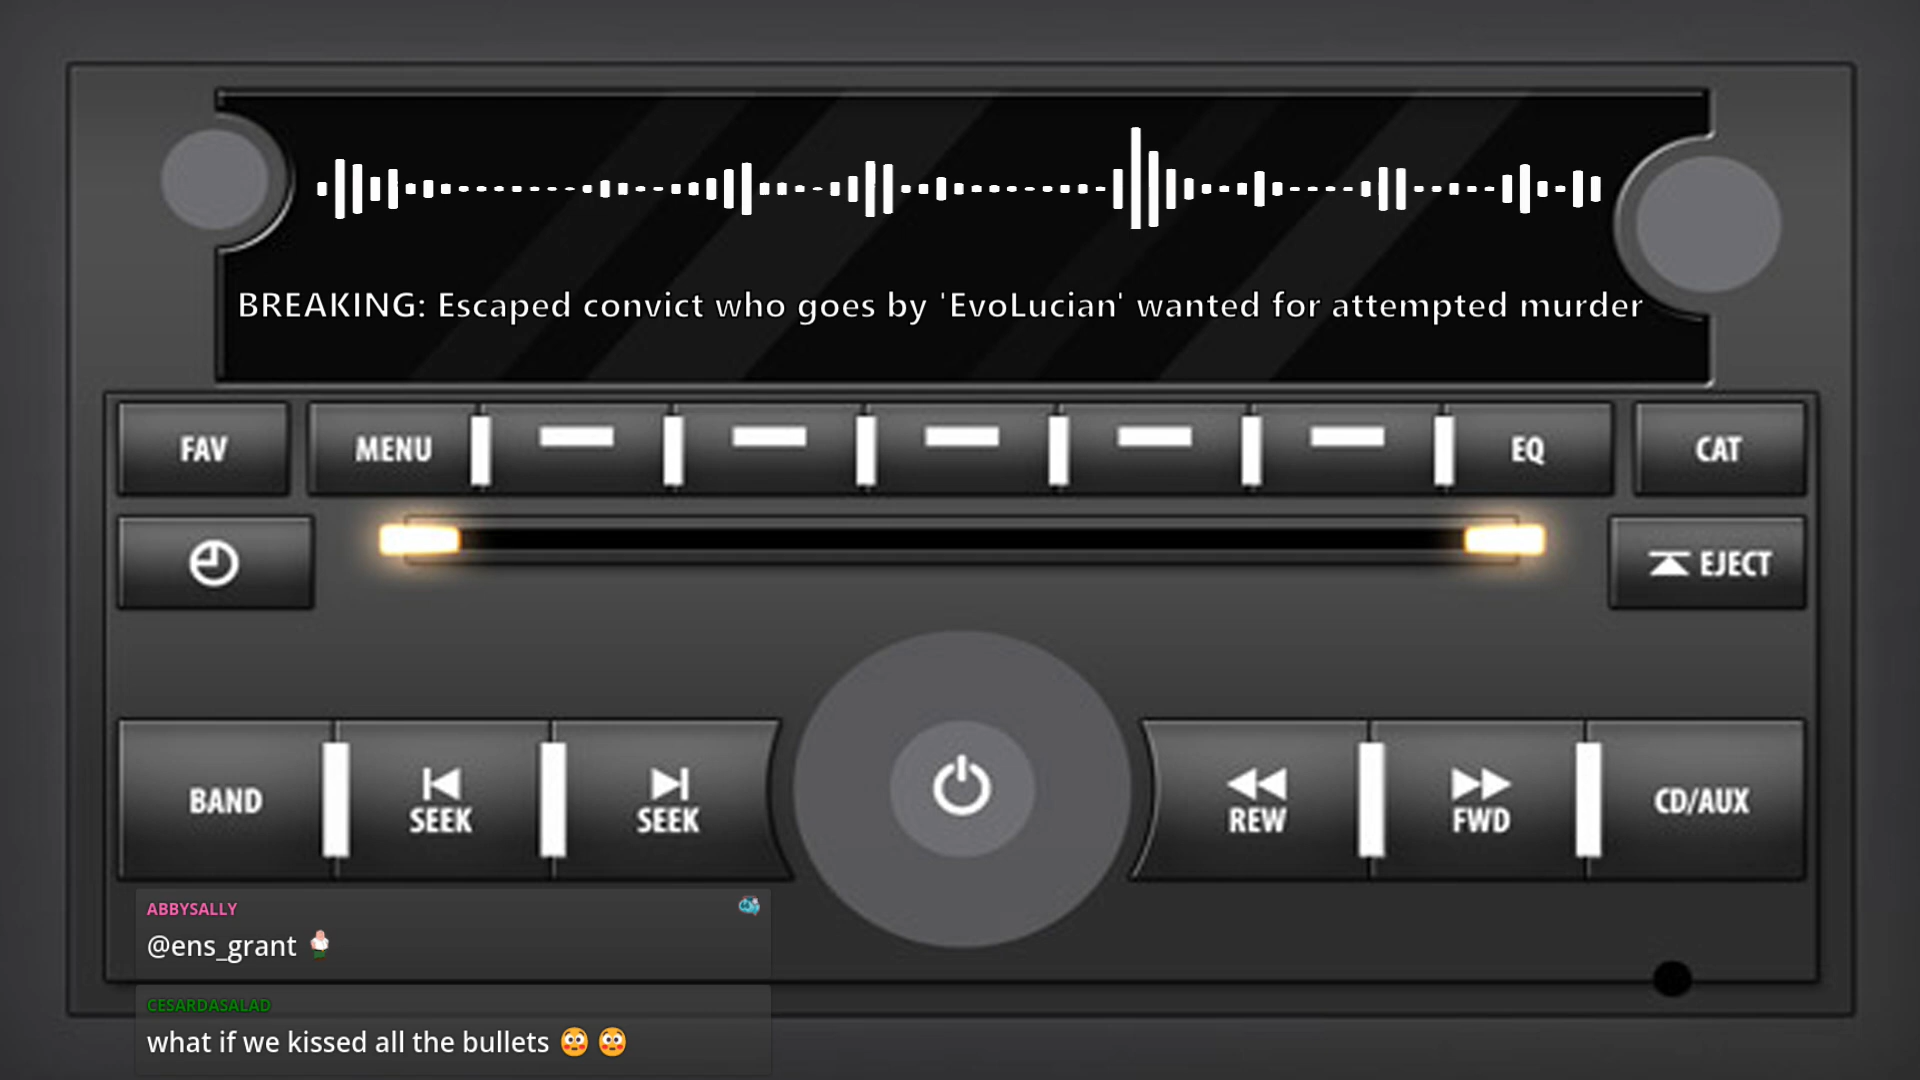 BREAKING: Escaped convict who goes by 'EvoLucian' wanted for attempted murder
FAV
MENU
EQ
CAT
EJECT
BAND
SEEK
SEEK
REW
FWD
CD/AUX
ABBYSALLY
@ens_grant
CESARDASALAD
what if we kissed all the bullets 😳 😳